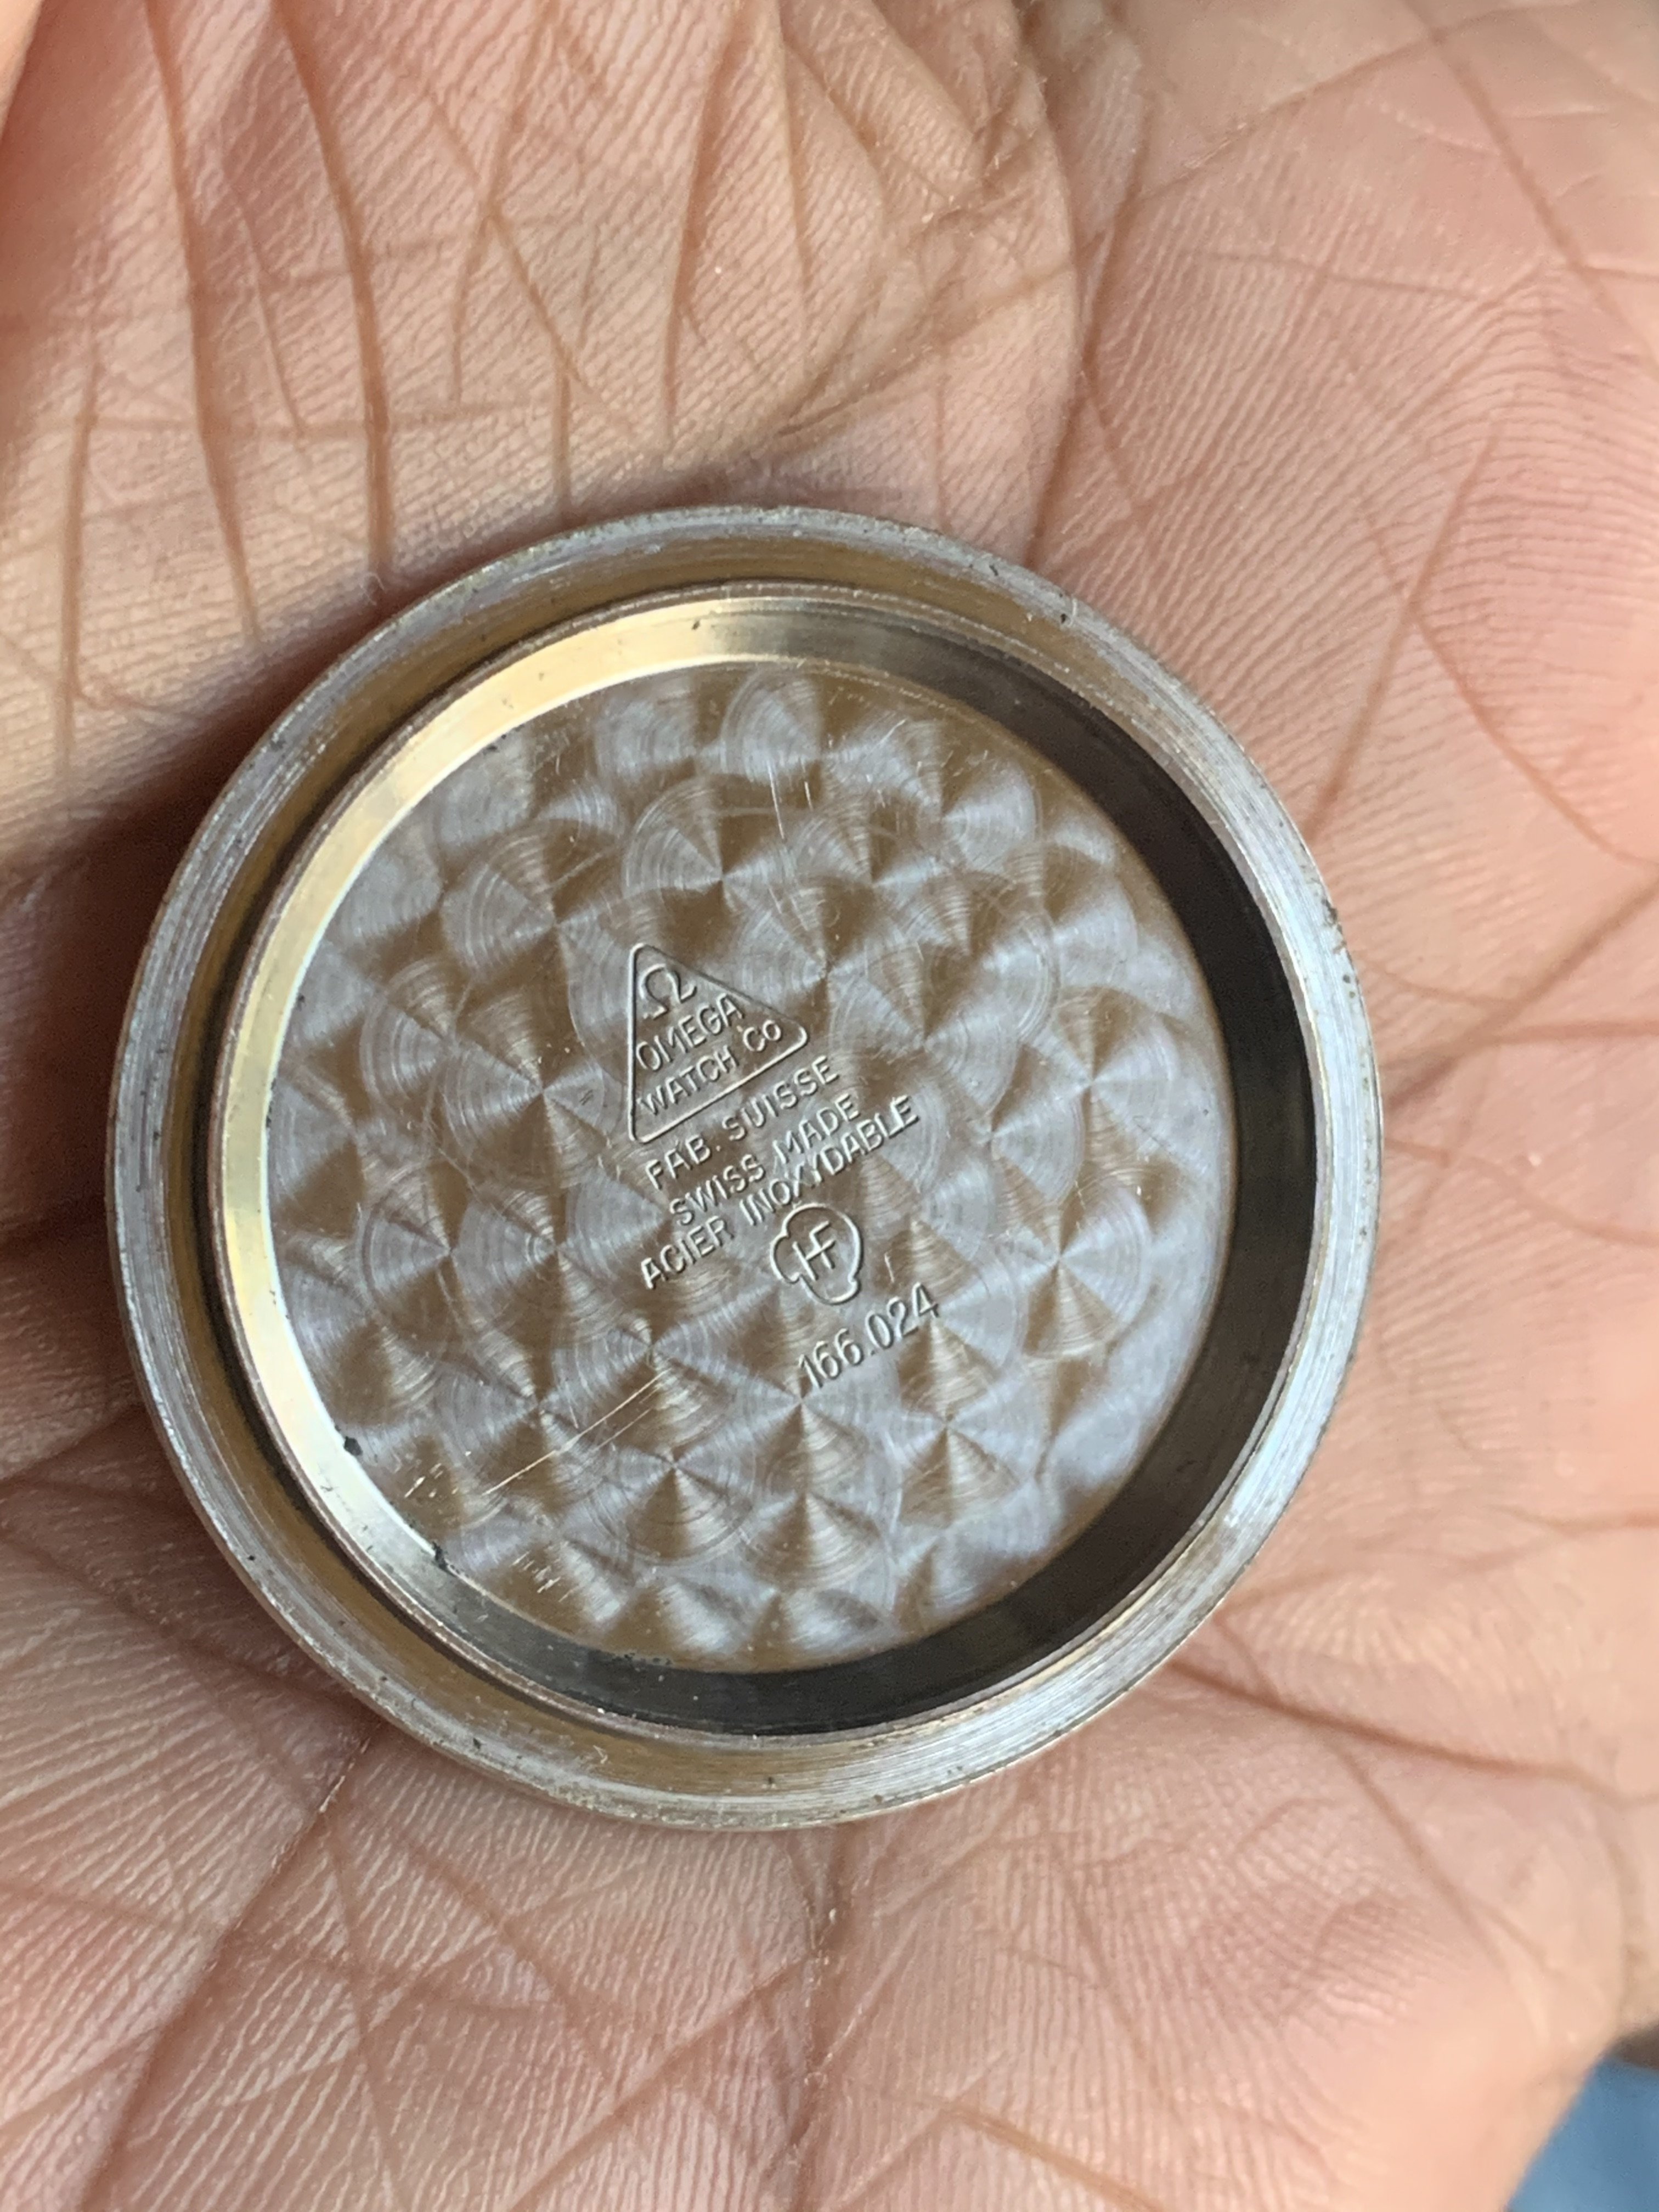 Ω
OMEGA
WATCH Co
FAB. SUISSE
SWISS MADE
ACIER INOXYDABLE
HF
166.024